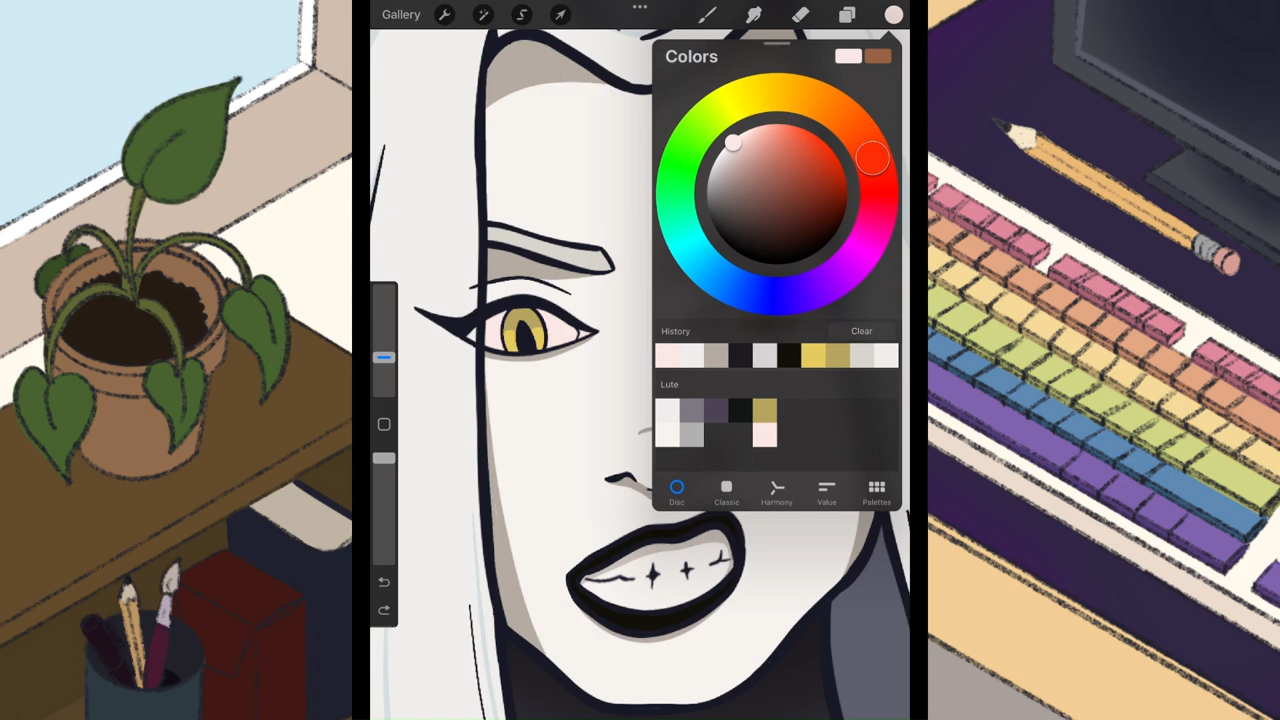 Gallery
Colors
History
Clear
Lute
Disc
Classic
Harmony
Value
Palettes